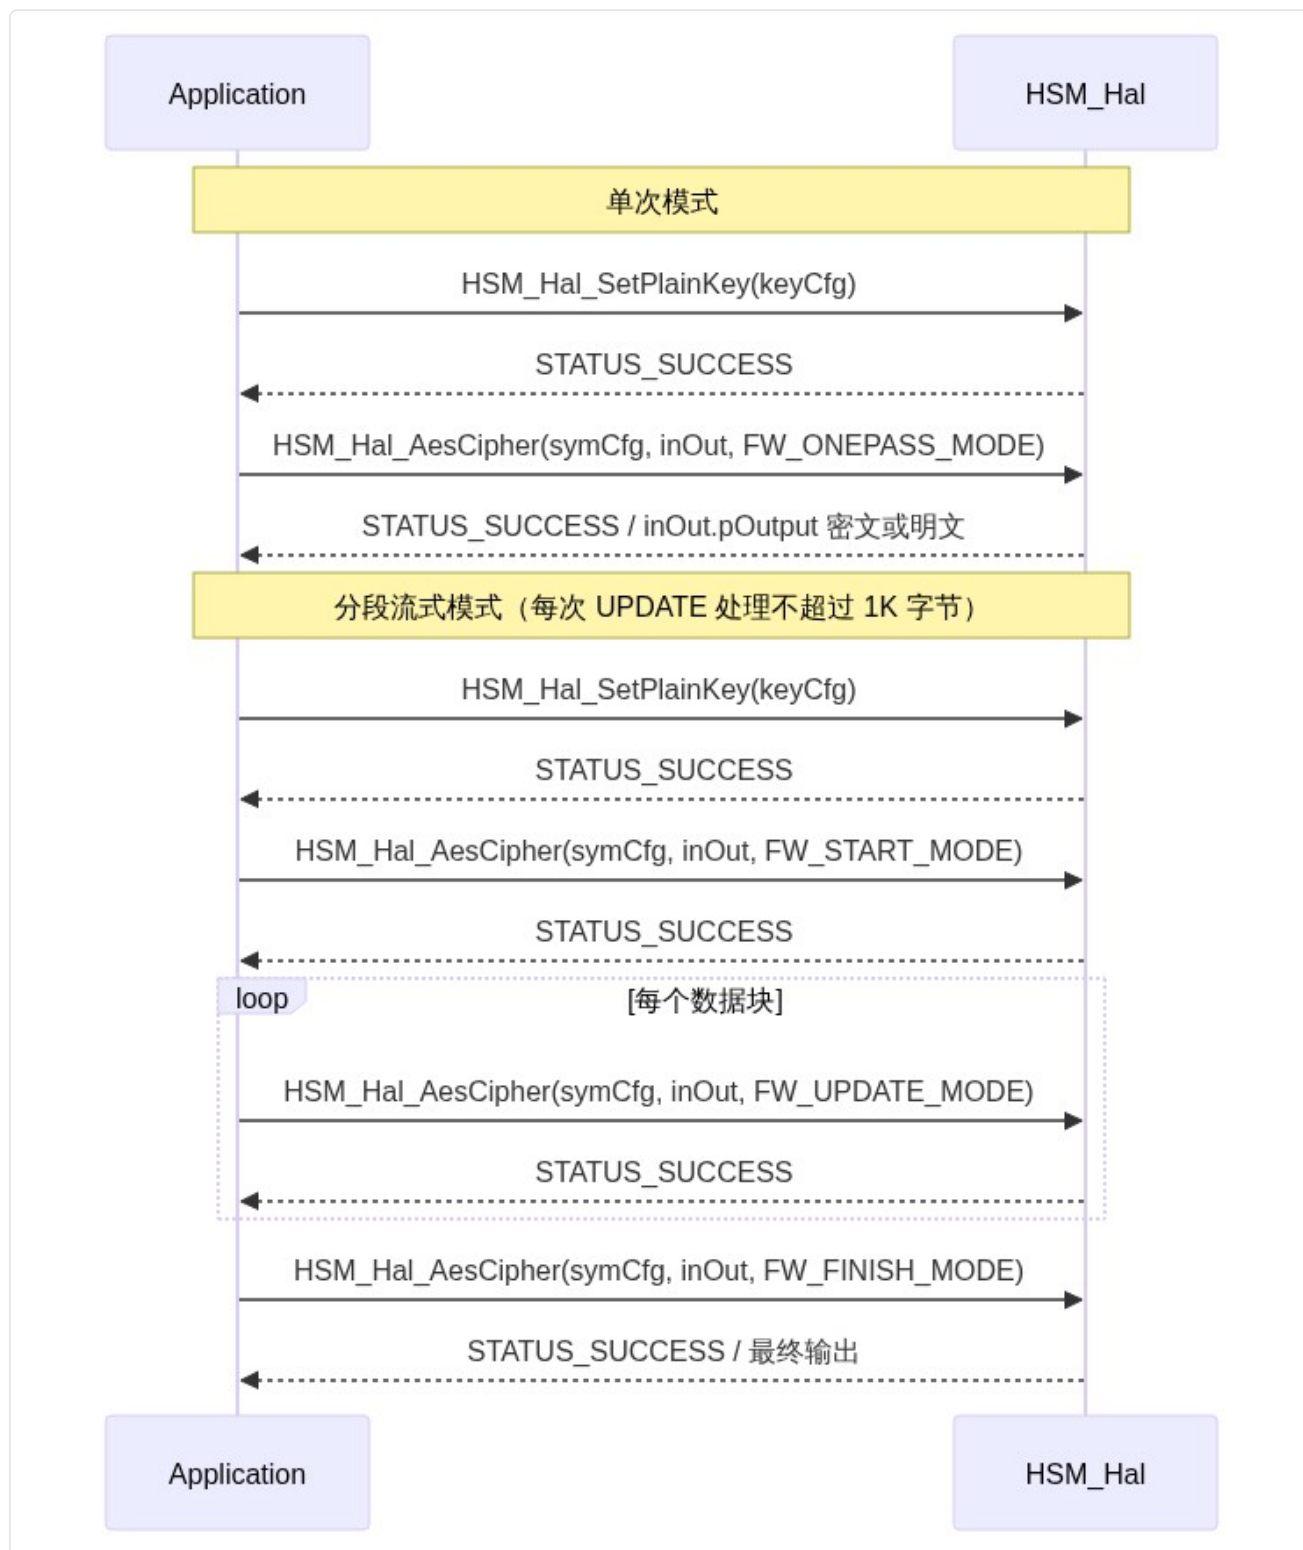 Application HSM_Hal
单次模式
HSM_Hal_SetPlainKey(keyCfg)
STATUS_SUCCESS
HSM_Hal_AesCipher(symCfg, inOut, FW_ONEPASS_MODE)
STATUS_SUCCESS / inOut.pOutput 密文或明文
分段流式模式（每次 UPDATE 处理不超过 1K 字节）
HSM_Hal_SetPlainKey(keyCfg)
STATUS_SUCCESS
HSM_Hal_AesCipher(symCfg, inOut, FW_START_MODE)
STATUS_SUCCESS
loop [每个数据块]
HSM_Hal_AesCipher(symCfg, inOut, FW_UPDATE_MODE)
STATUS_SUCCESS
HSM_Hal_AesCipher(symCfg, inOut, FW_FINISH_MODE)
STATUS_SUCCESS / 最终输出
Application HSM_Hal